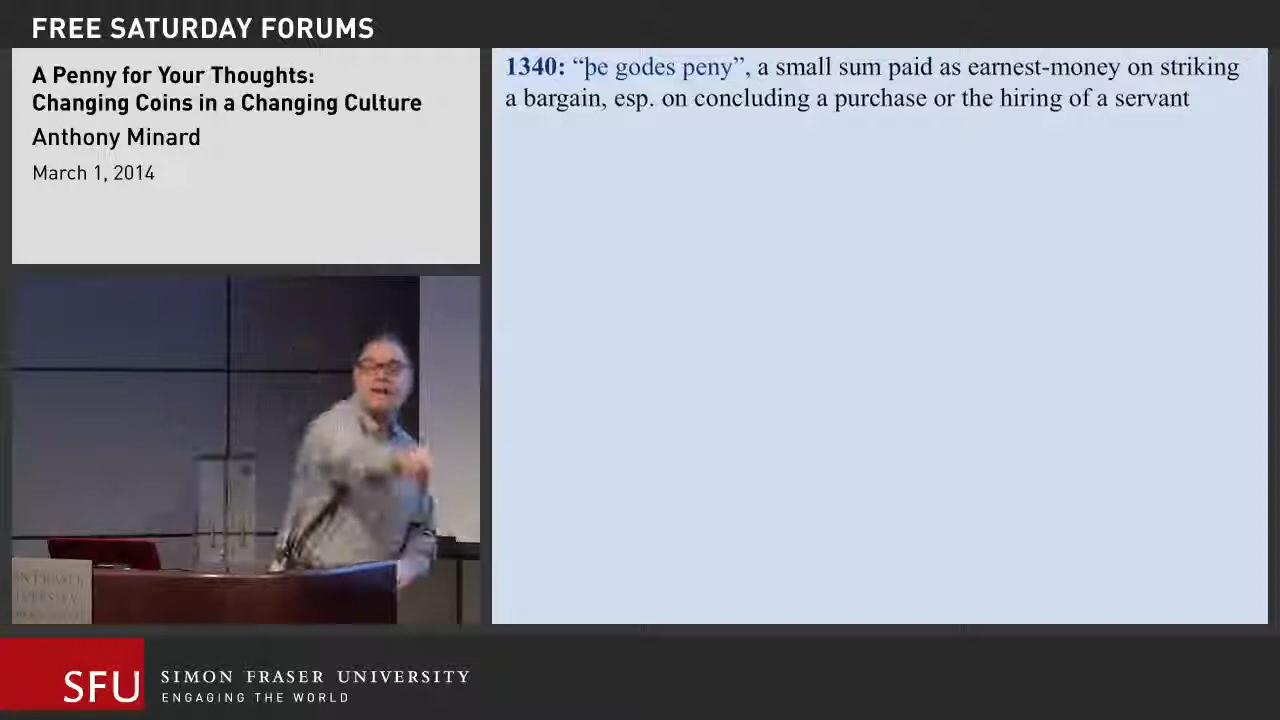 FREE SATURDAY FORUMS
A Penny for Your Thoughts:
Changing Coins in a Changing Culture
Anthony Minard
March 1, 2014
1340: “þe godes peny”, a small sum paid as earnest-money on striking
a bargain, esp. on concluding a purchase or the hiring of a servant
SFU
SIMON FRASER UNIVERSITY
ENGAGING THE WORLD